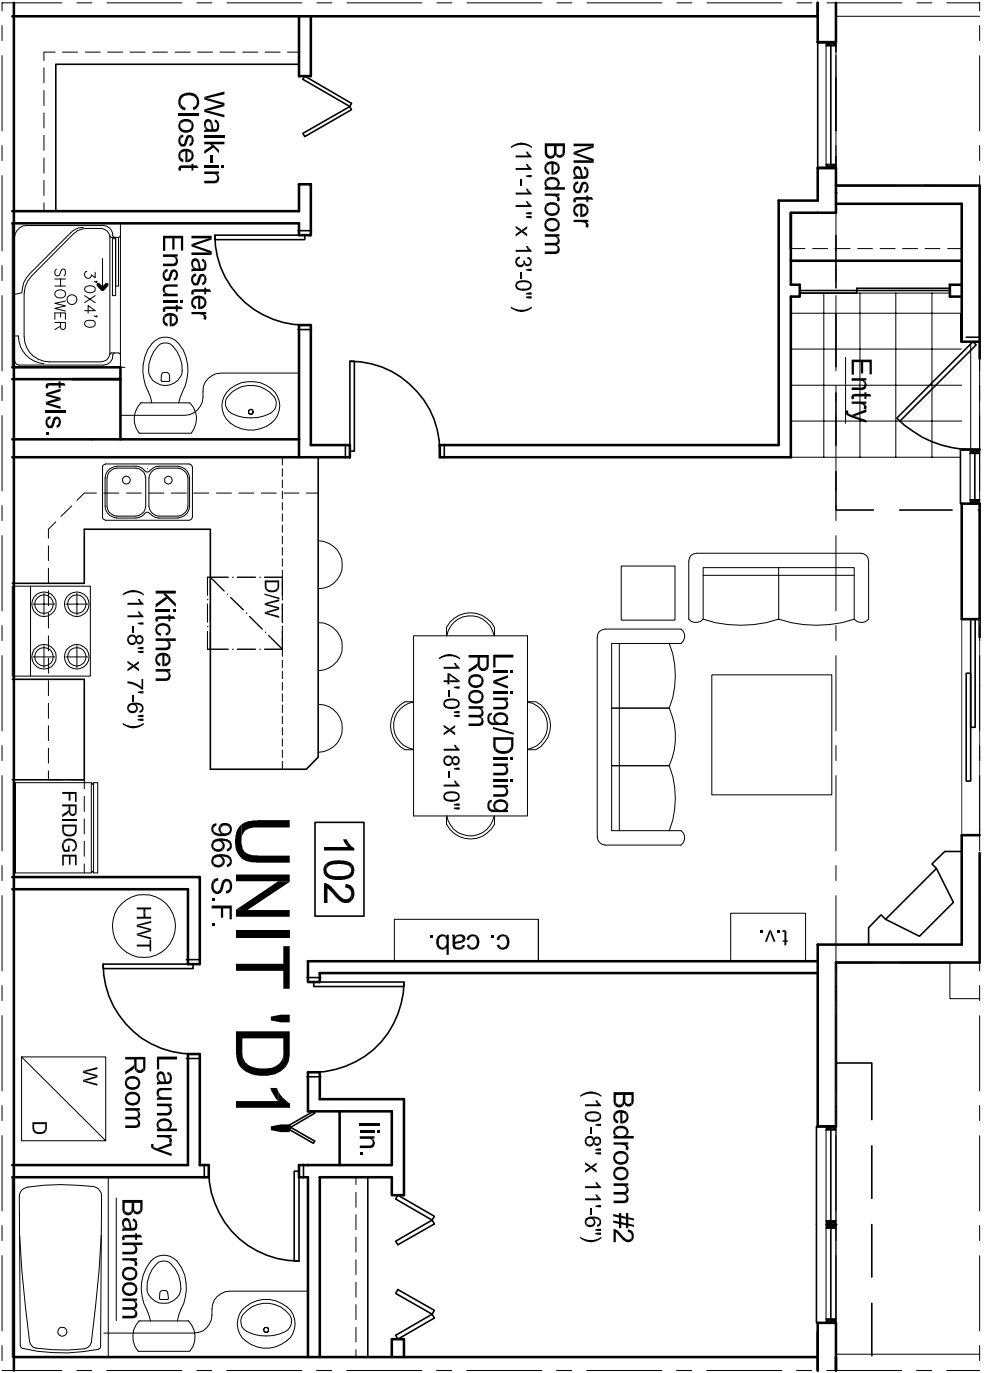 Walk-in
Closet
Master
Bedroom
(11'-11" x 13'-0")
Master
Ensuite
3'0X4'0
SHOWER
twls.
Entry
Kitchen
(11'-8" x 7'-6")
D/W
FRIDGE
Living/Dining
Room
(14'-0" x 18'-10"
102
UNIT 'D1'
966 S.F.
c. cab.
t.v.
HWT
Laundry
Room
W
D
lin.
Bedroom #2
(10'-8" x 11'-6")
Bathroom